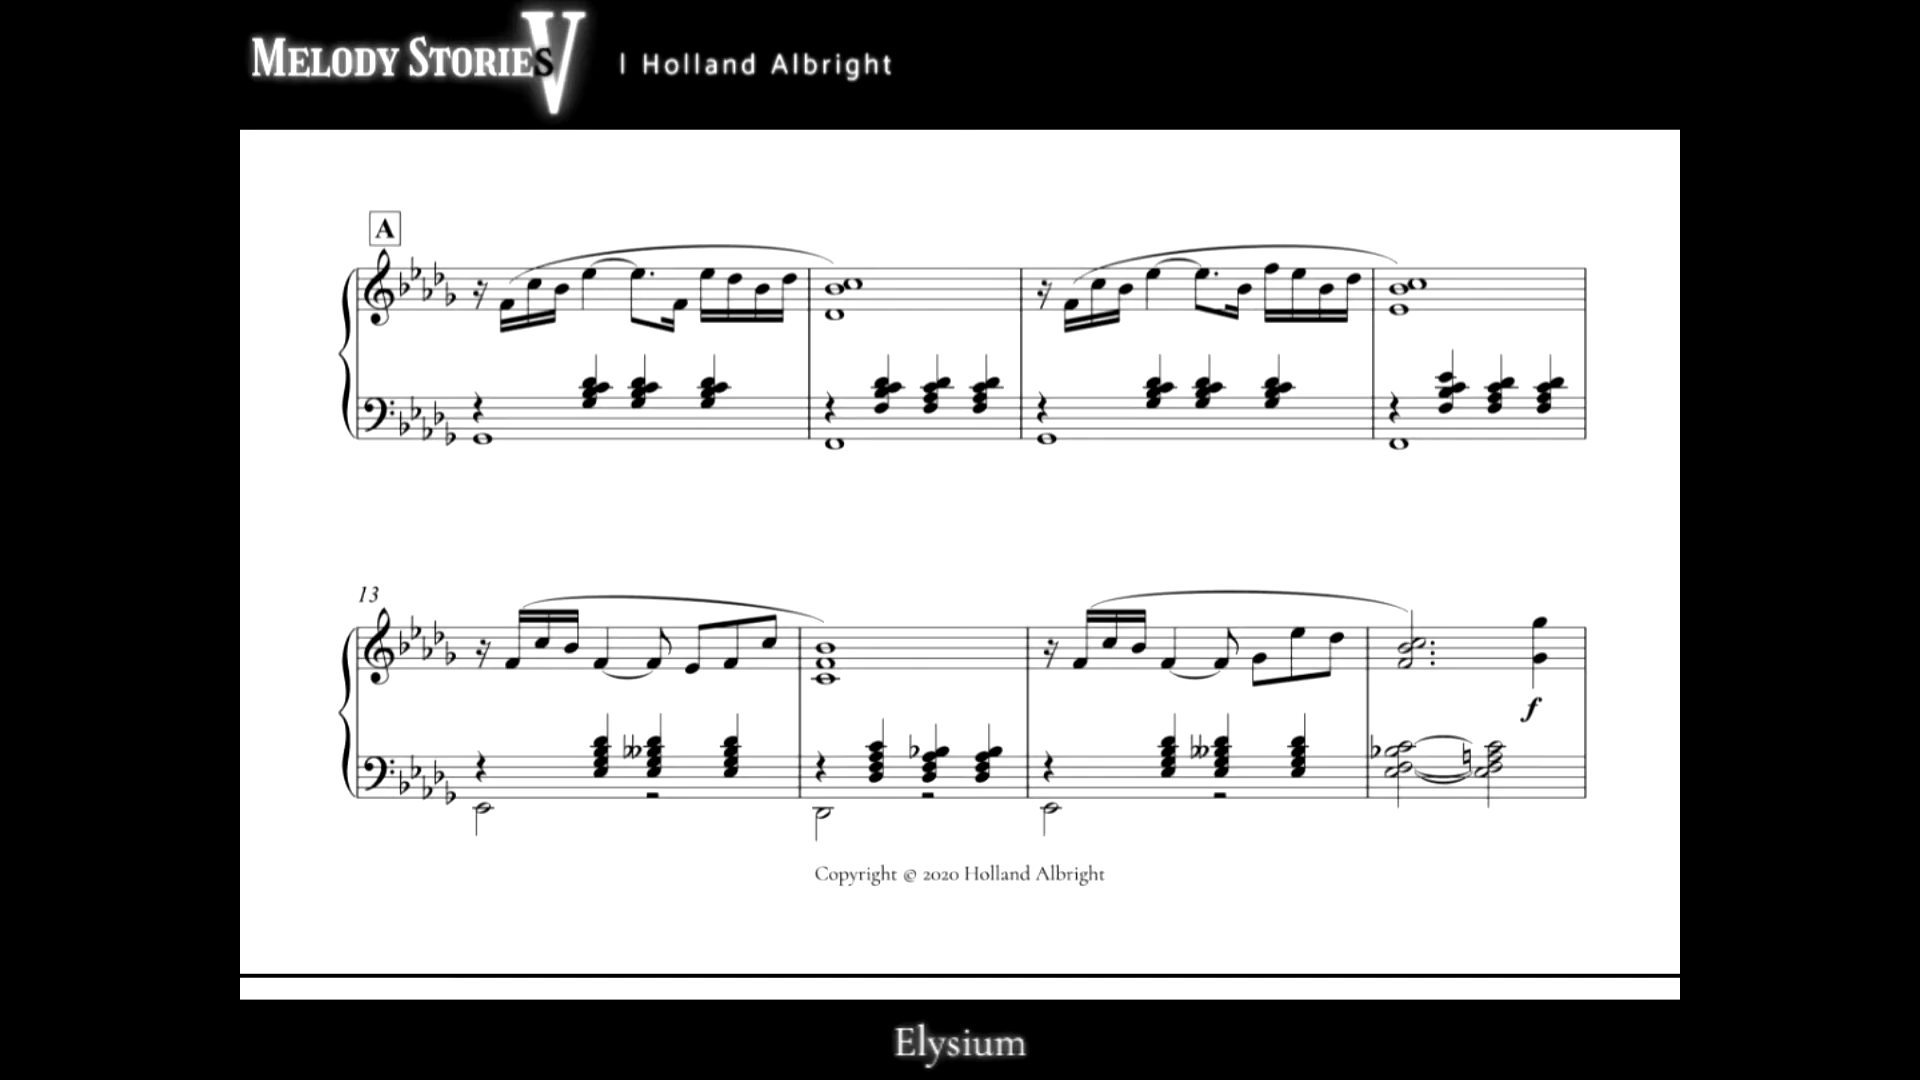 MELODY STORIES V | Holland Albright
A
13
f
Copyright © 2020 Holland Albright
Elysium